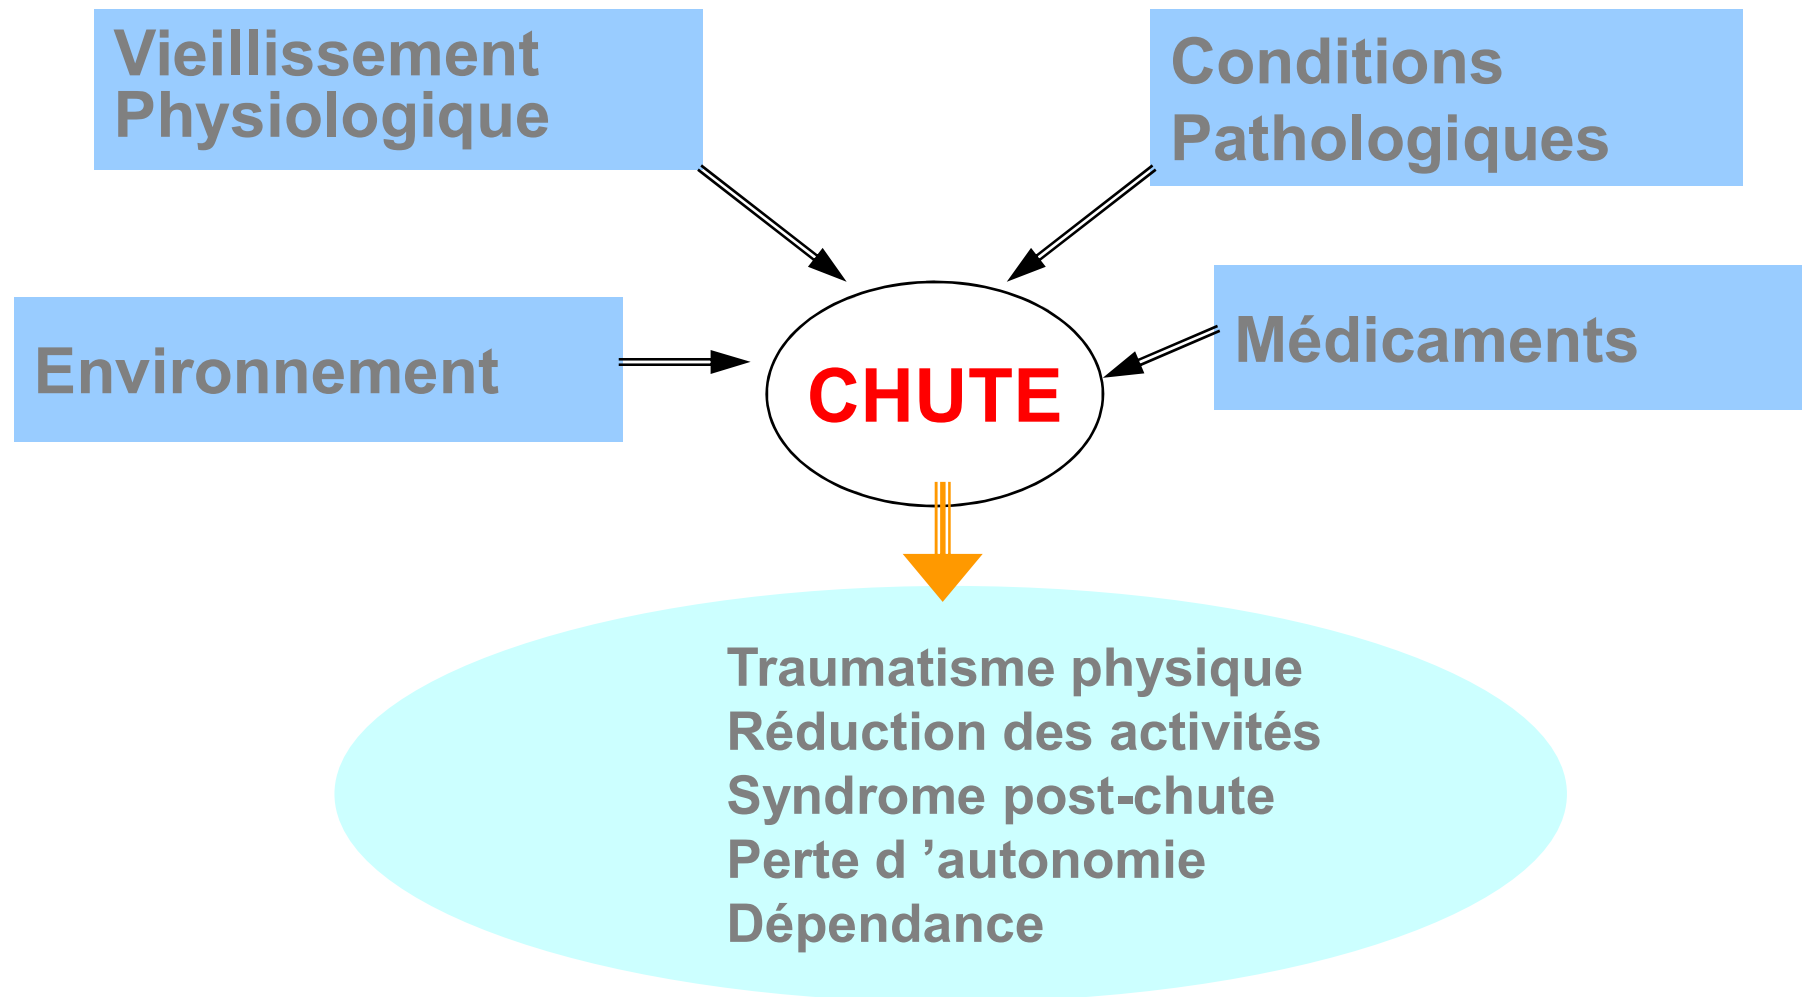 Vieillissement
Physiologique
Conditions
Pathologiques
Environnement
Médicaments
CHUTE
Traumatisme physique
Réduction des activités
Syndrome post-chute
Perte d ’autonomie
Dépendance